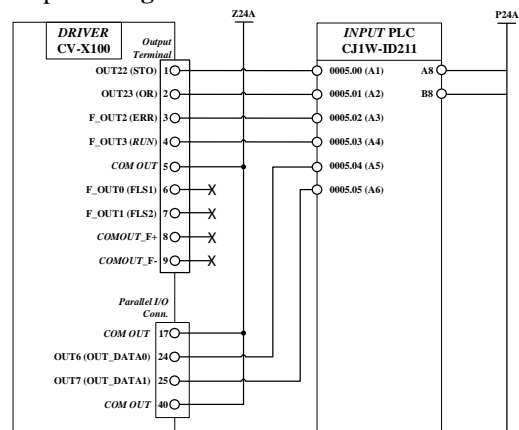 Z24A
P24A
DRIVER
CV-X100
Output
Terminal
INPUT PLC
CJ1W-ID211
OUT22 (STO) 1
0005.00 (A1)
A8
OUT23 (OR) 2
0005.01 (A2)
B8
F_OUT2 (ERR) 3
0005.02 (A3)
F_OUT3 (RUN) 4
0005.03 (A4)
COM OUT 5
0005.04 (A5)
F_OUT0 (FLS1) 6
0005.05 (A6)
F_OUT1 (FLS2) 7
COMOUT_F+ 8
COMOUT_F- 9
Parallel I/O
Conn.
COM OUT 17
OUT6 (OUT_DATA0) 24
OUT7 (OUT_DATA1) 25
COM OUT 40